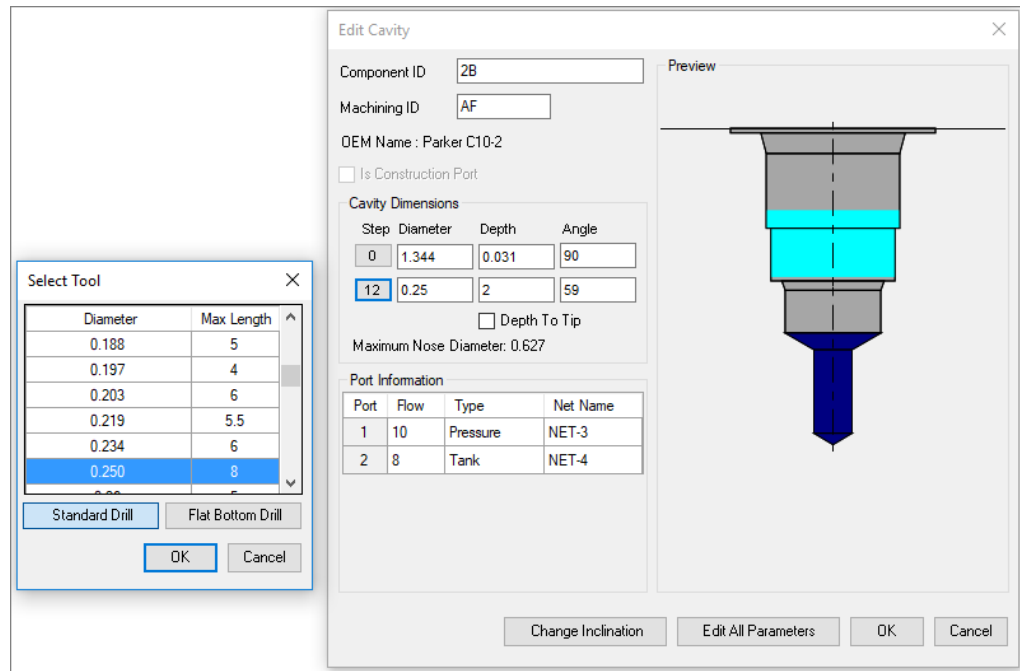 Select Tool
Diameter Max Length
0.188 5
0.197 4
0.203 6
0.219 5.5
0.234 6
0.250 8
Standard Drill Flat Bottom Drill
OK Cancel
Edit Cavity
Component ID 2B
Machining ID AF
OEM Name : Parker C10-2
Is Construction Port
Cavity Dimensions
Step Diameter Depth Angle
0 1.344 0.031 90
12 0.25 2 59
Depth To Tip
Maximum Nose Diameter: 0.627
Port Information
Port Flow Type Net Name
1 10 Pressure NET-3
2 8 Tank NET-4
Preview
Change Inclination Edit All Parameters OK Cancel